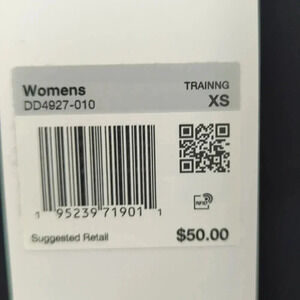 Womens TRAINNG
DD4927-010 XS
1 95239 71901 1
RFID
Suggested Retail $50.00